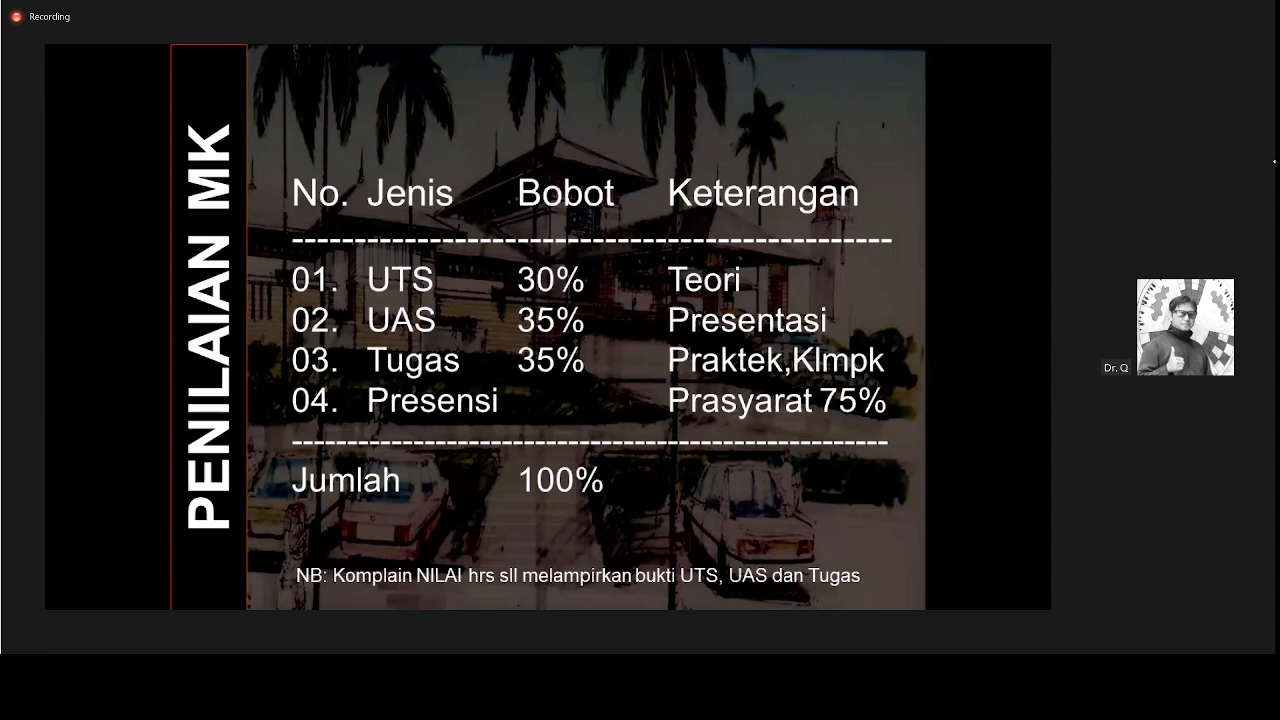 Recording
PENILAIAN MK
No. Jenis Bobot Keterangan
------------------------------------------------
01. UTS 30% Teori
02. UAS 35% Presentasi
03. Tugas 35% Praktek,Klmpk
04. Presensi Prasyarat 75%
------------------------------------------------------
Jumlah 100%
NB: Komplain NILAI hrs sll melampirkan bukti UTS, UAS dan Tugas
Dr. Q